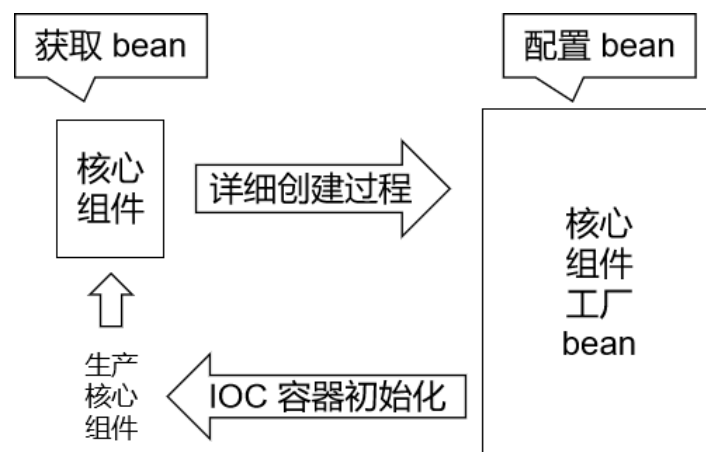 获取 bean
配置 bean
核心
组件
详细创建过程
核心
组件
工厂
bean
生产
核心
组件
IOC 容器初始化